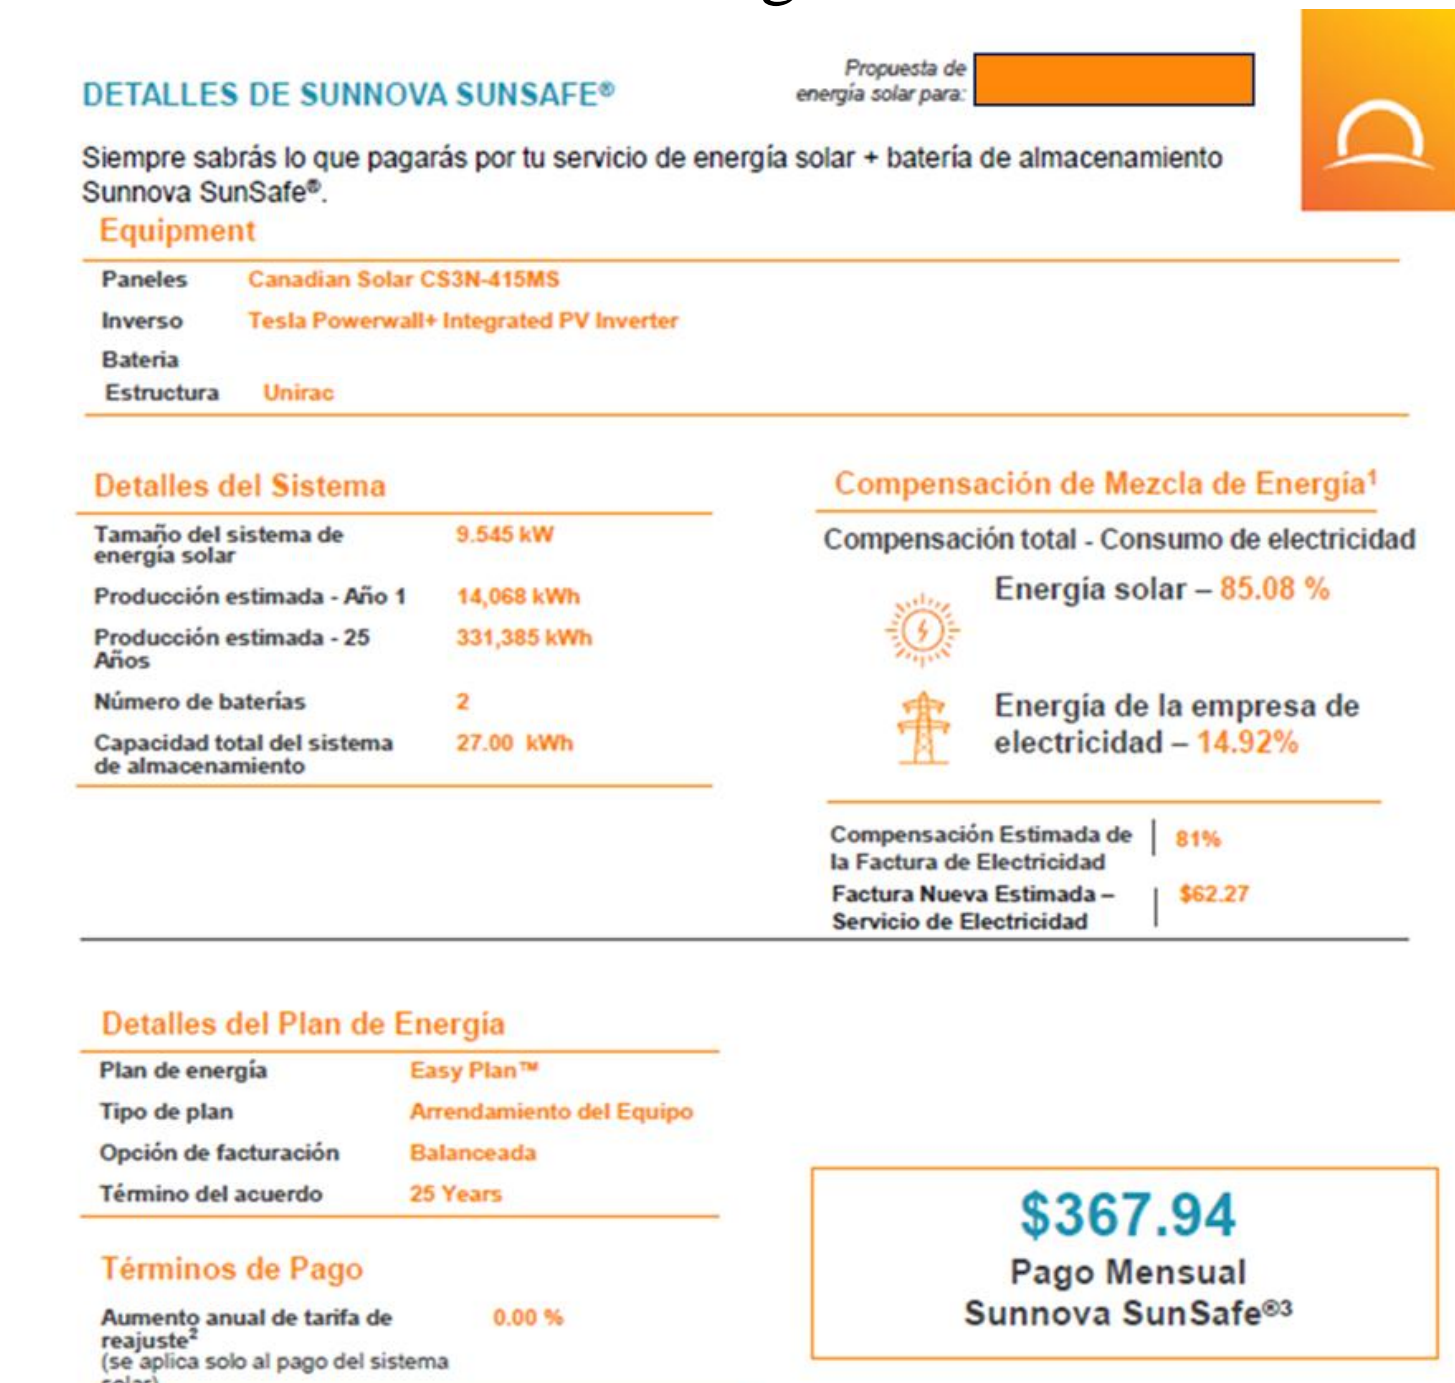 DETALLES DE SUNNOVA SUNSAFE®
Propuesta de
energía solar para:
Siempre sabrás lo que pagarás por tu servicio de energía solar + batería de almacenamiento
Sunnova SunSafe®.
Equipment
Paneles Canadian Solar CS3N-415MS
Inverso Tesla Powerwall+ Integrated PV Inverter
Bateria
Estructura Unirac
Detalles del Sistema
Tamaño del sistema de 9.545 kW
energía solar
Producción estimada - Año 1 14,068 kWh
Producción estimada - 25 331,385 kWh
Años
Número de baterías 2
Capacidad total del sistema 27.00 kWh
de almacenamiento
Compensación de Mezcla de Energía¹
Compensación total - Consumo de electricidad
Energía solar – 85.08 %
Energía de la empresa de
electricidad – 14.92%
Compensación Estimada de 81%
la Factura de Electricidad
Factura Nueva Estimada – $62.27
Servicio de Electricidad
Detalles del Plan de Energía
Plan de energía Easy Plan™
Tipo de plan Arrendamiento del Equipo
Opción de facturación Balanceada
Término del acuerdo 25 Years
Términos de Pago
Aumento anual de tarifa de 0.00 %
reajuste²
(se aplica solo al pago del sistema
solar)
$367.94
Pago Mensual
Sunnova SunSafe®³